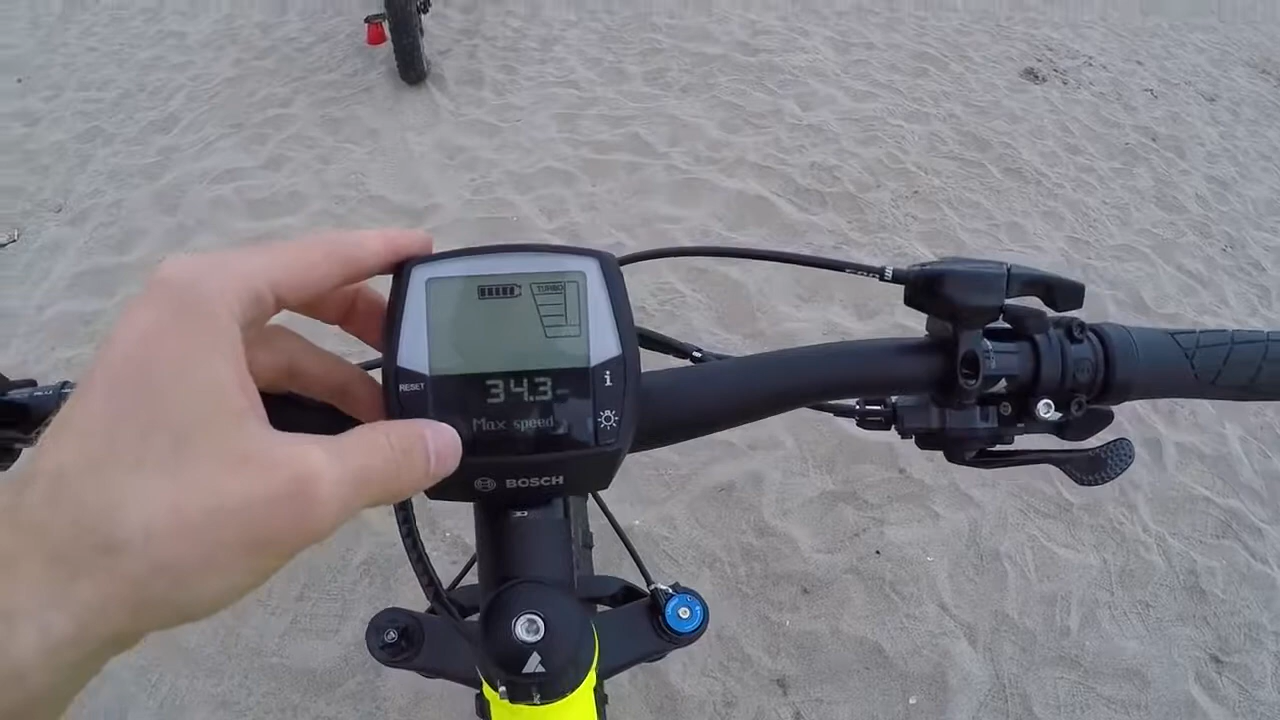 TURBO
RESET
i
34.3
Max speed
BOSCH